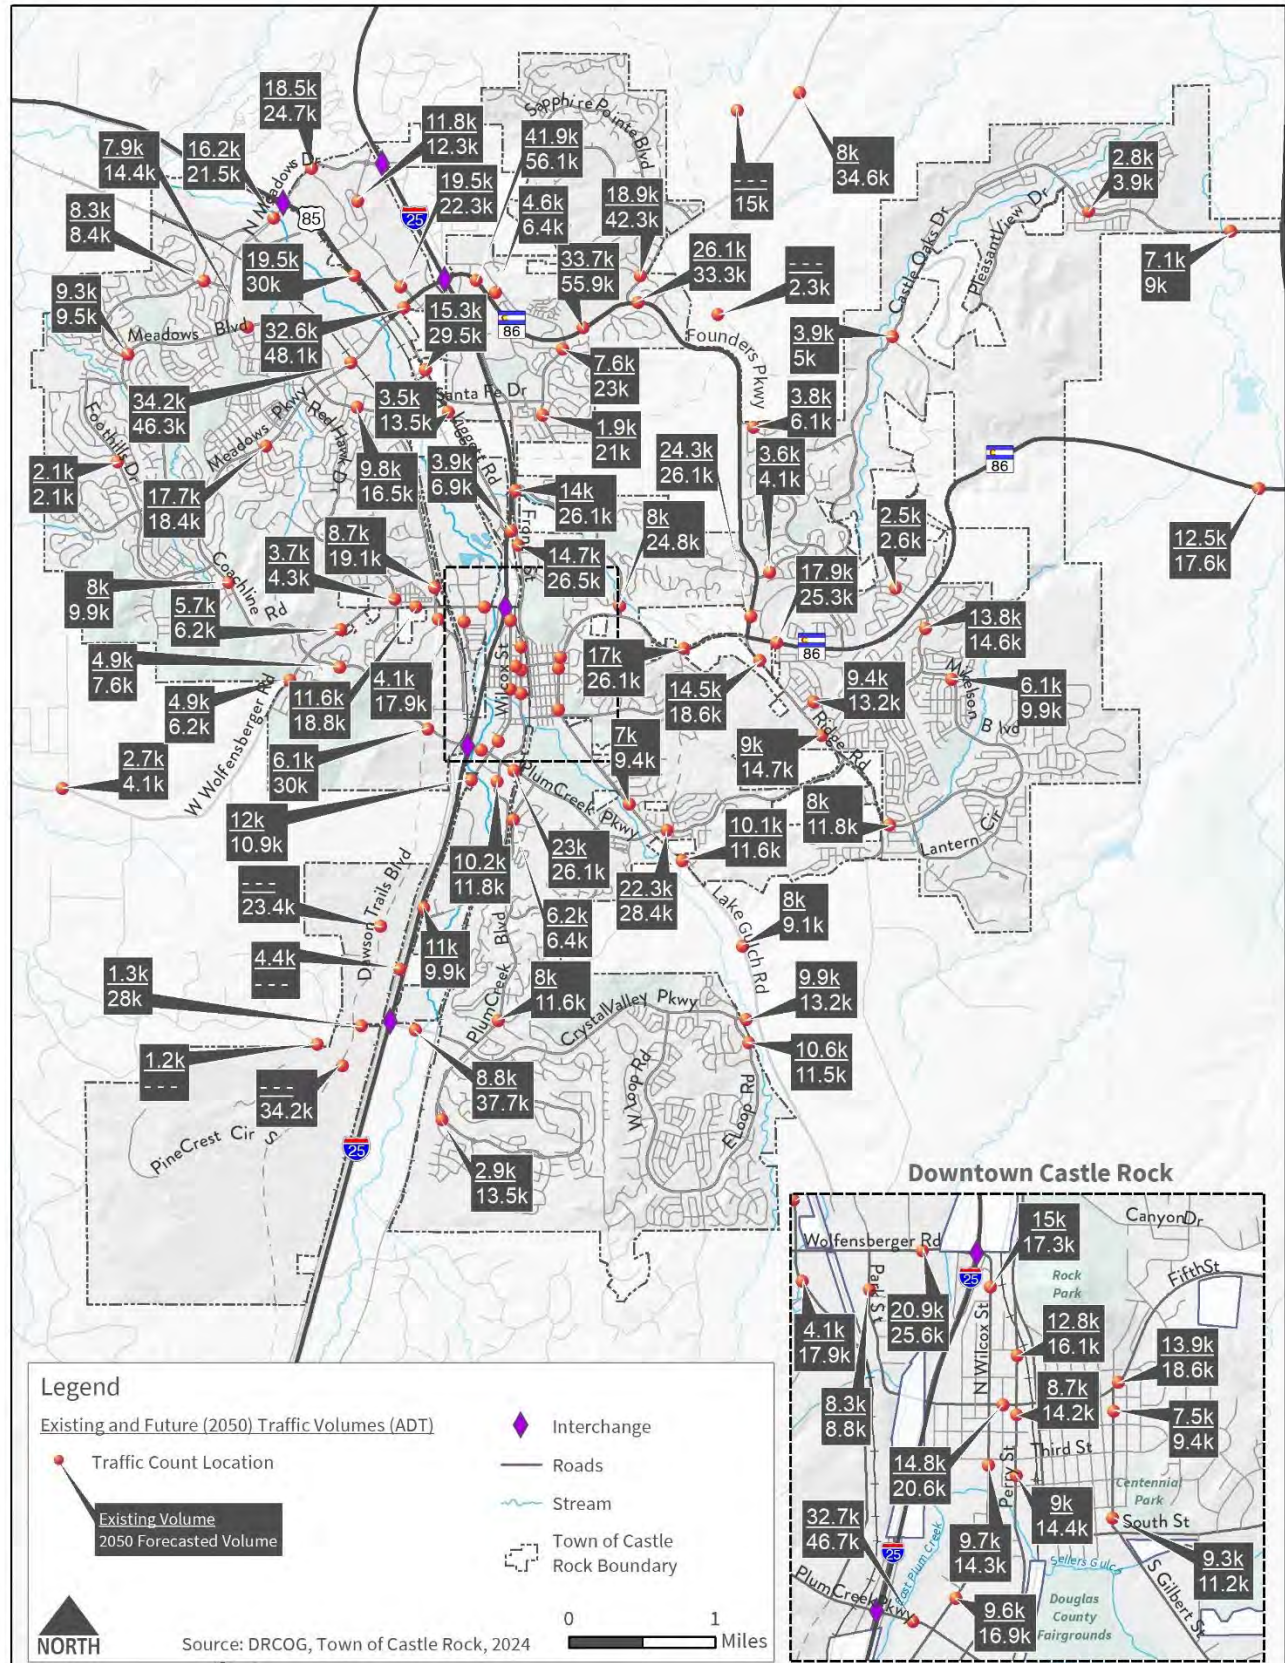 18.5k
24.7k
11.8k
12.3k
41.9k
56.1k
Sapphire Pointe Blvd
8k
34.6k
7.9k
14.4k
16.2k
21.5k
N Meadows Dr
19.5k
22.3k
4.6k
6.4k
18.9k
42.3k
---
15k
2.8k
3.9k
8.3k
8.4k
85
25
33.7k
55.9k
26.1k
33.3k
---
2.3k
Castle Oaks Dr
Pleasant View Dr
7.1k
9k
9.3k
9.5k
19.5k
30k
Meadows Blvd
32.6k
48.1k
15.3k
29.5k
86
Founders Pkwy
3.9k
5k
7.6k
23k
34.2k
46.3k
3.5k
13.5k
Santa Fe Dr
1.9k
21k
3.8k
6.1k
Foothills Dr
Meadows Pkwy
Red Hawk Dr
Liggett Rd
24.3k
26.1k
3.6k
4.1k
86
2.1k
2.1k
17.7k
18.4k
9.8k
16.5k
3.9k
6.9k
14k
26.1k
Front St
8k
24.8k
2.5k
2.6k
12.5k
17.6k
8.7k
19.1k
14.7k
26.5k
3.7k
4.3k
17.9k
25.3k
8k
9.9k
Coachline Rd
5.7k
6.2k
13.8k
14.6k
86
4.9k
7.6k
4.9k
6.2k
11.6k
18.8k
4.1k
17.9k
Wilcox St
17k
26.1k
14.5k
18.6k
9.4k
13.2k
Mikelson Blvd
6.1k
9.9k
W Wolfensberger Rd
2.7k
4.1k
6.1k
30k
7k
9.4k
9k
14.7k
Ridge Rd
PlumCreek Pkwy
12k
10.9k
10.2k
11.8k
23k
26.1k
22.3k
28.4k
10.1k
11.6k
8k
11.8k
Lantern Cir
---
23.4k
Dawson Trails Blvd
6.2k
6.4k
Lake Gulch Rd
8k
9.1k
4.4k
---
11k
9.9k
1.3k
28k
PlumCreek Blvd
8k
11.6k
CrystalValley Pkwy
9.9k
13.2k
1.2k
---
---
34.2k
8.8k
37.7k
W Loop Rd
E Loop Rd
10.6k
11.5k
PineCrest Cir
S
25
2.9k
13.5k
Downtown Castle Rock
Wolfensberger Rd
15k
17.3k
CanyonDr
25
Park St
Rock
Park
FifthSt
4.1k
17.9k
20.9k
25.6k
N Wilcox St
12.8k
16.1k
13.9k
18.6k
8.3k
8.8k
8.7k
14.2k
7.5k
9.4k
14.8k
20.6k
Perry St
Third St
Centennial
Park
9k
14.4k
South St
32.7k
46.7k
25
East Plum Creek
9.7k
14.3k
Sellers Gulch
9.3k
11.2k
S Gilbert St
PlumCreek Pkwy
9.6k
16.9k
Douglas
County
Fairgrounds
Legend
Existing and Future (2050) Traffic Volumes (ADT)
Traffic Count Location
Existing Volume
2050 Forecasted Volume
Interchange
Roads
Stream
Town of Castle
Rock Boundary
NORTH
Source: DRCOG, Town of Castle Rock, 2024
0 1
Miles